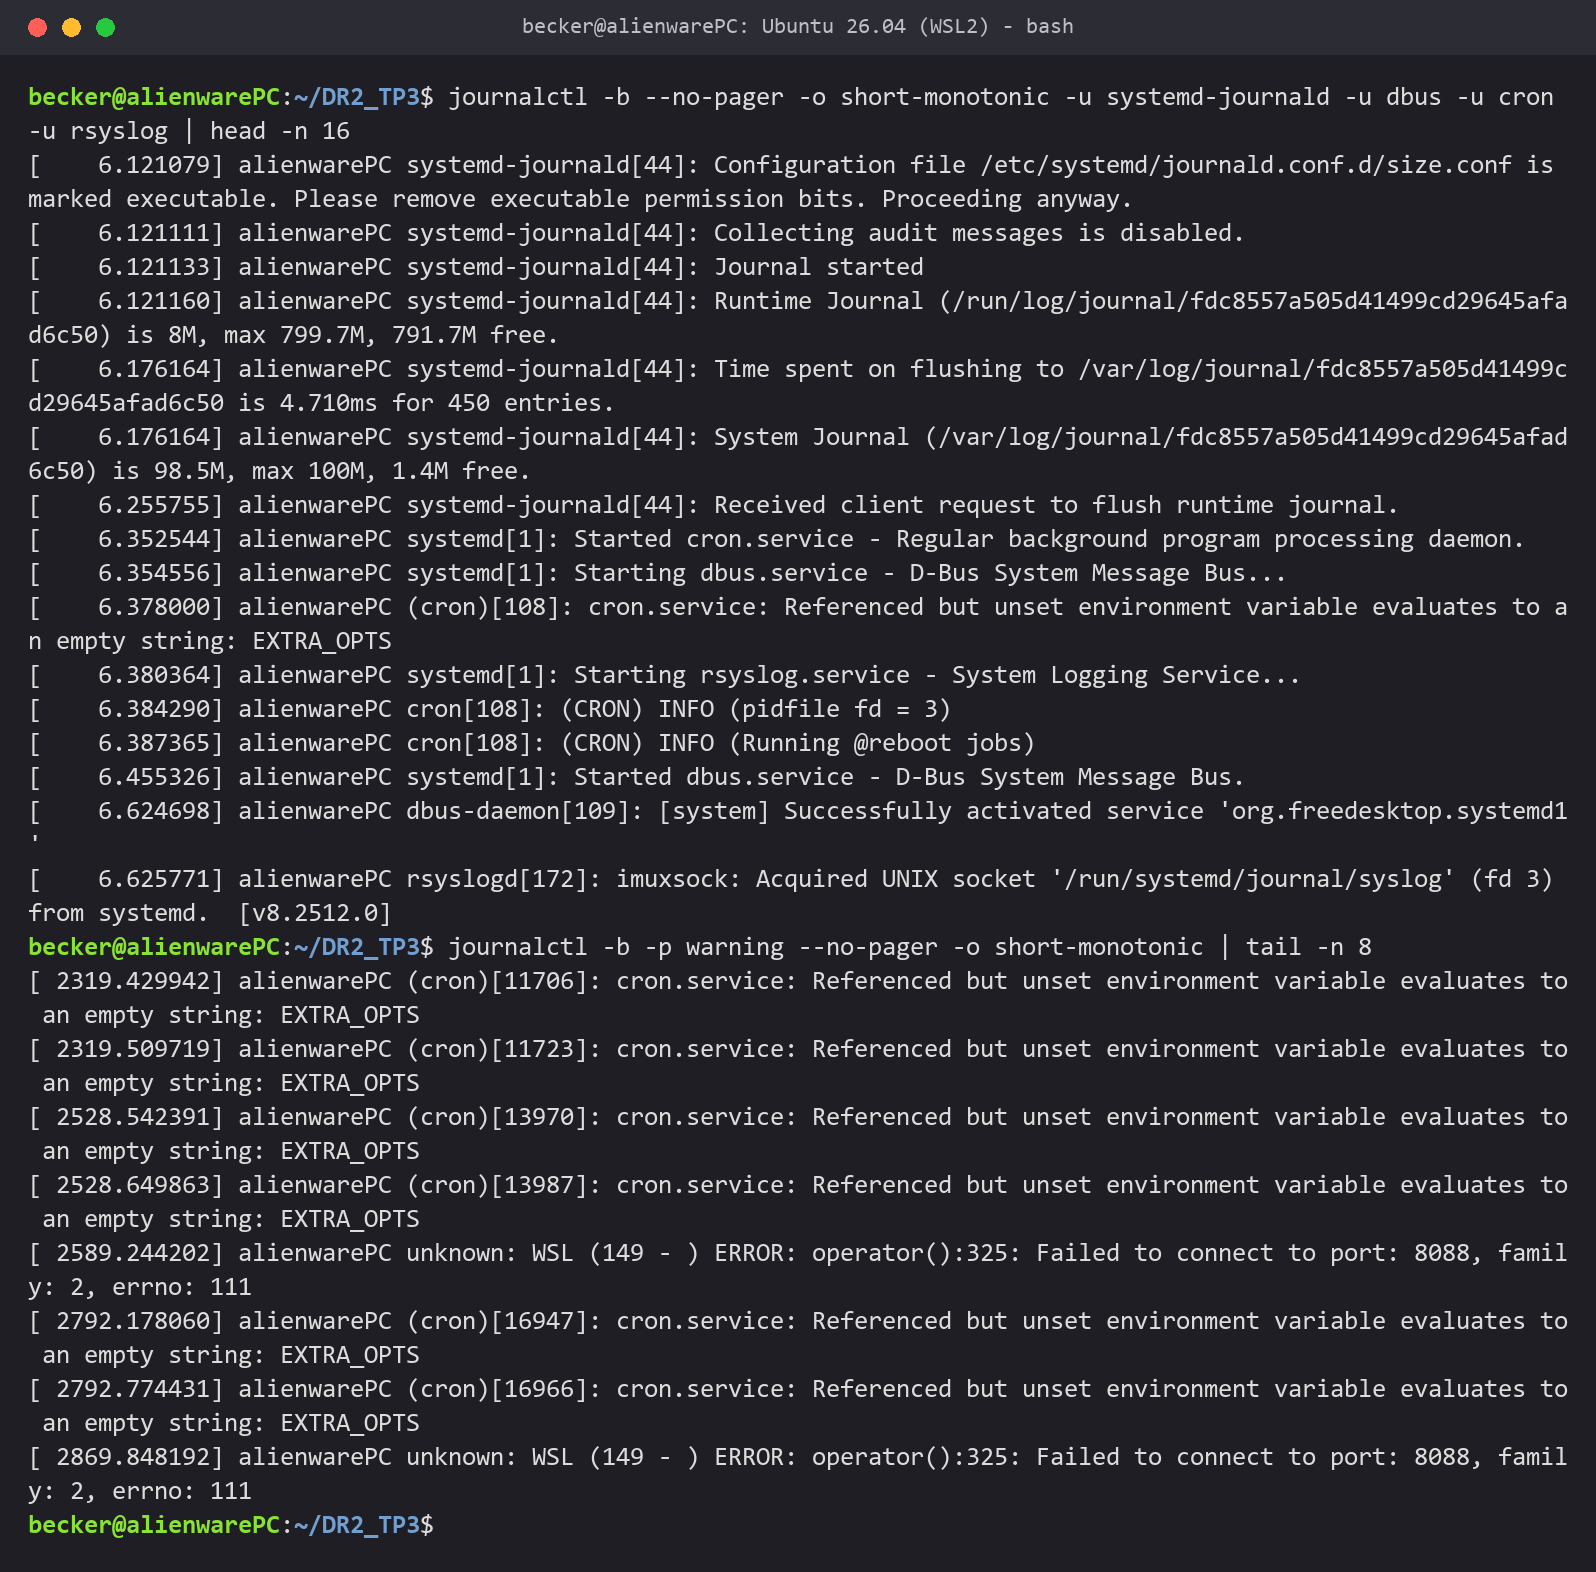 becker@alienwarePC: Ubuntu 26.04 (WSL2) - bash
becker@alienwarePC:~/DR2_TP3$ journalctl -b --no-pager -o short-monotonic -u systemd-journald -u dbus -u cron
-u rsyslog | head -n 16
[    6.121079] alienwarePC systemd-journald[44]: Configuration file /etc/systemd/journald.conf.d/size.conf is
marked executable. Please remove executable permission bits. Proceeding anyway.
[    6.121111] alienwarePC systemd-journald[44]: Collecting audit messages is disabled.
[    6.121133] alienwarePC systemd-journald[44]: Journal started
[    6.121160] alienwarePC systemd-journald[44]: Runtime Journal (/run/log/journal/fdc8557a505d41499cd29645afa
d6c50) is 8M, max 799.7M, 791.7M free.
[    6.176164] alienwarePC systemd-journald[44]: Time spent on flushing to /var/log/journal/fdc8557a505d41499c
d29645afad6c50 is 4.710ms for 450 entries.
[    6.176164] alienwarePC systemd-journald[44]: System Journal (/var/log/journal/fdc8557a505d41499cd29645afad
6c50) is 98.5M, max 100M, 1.4M free.
[    6.255755] alienwarePC systemd-journald[44]: Received client request to flush runtime journal.
[    6.352544] alienwarePC systemd[1]: Started cron.service - Regular background program processing daemon.
[    6.354556] alienwarePC systemd[1]: Starting dbus.service - D-Bus System Message Bus...
[    6.378000] alienwarePC (cron)[108]: cron.service: Referenced but unset environment variable evaluates to a
n empty string: EXTRA_OPTS
[    6.380364] alienwarePC systemd[1]: Starting rsyslog.service - System Logging Service...
[    6.384290] alienwarePC cron[108]: (CRON) INFO (pidfile fd = 3)
[    6.387365] alienwarePC cron[108]: (CRON) INFO (Running @reboot jobs)
[    6.455326] alienwarePC systemd[1]: Started dbus.service - D-Bus System Message Bus.
[    6.624698] alienwarePC dbus-daemon[109]: [system] Successfully activated service 'org.freedesktop.systemd1
'
[    6.625771] alienwarePC rsyslogd[172]: imuxsock: Acquired UNIX socket '/run/systemd/journal/syslog' (fd 3)
from systemd.  [v8.2512.0]
becker@alienwarePC:~/DR2_TP3$ journalctl -b -p warning --no-pager -o short-monotonic | tail -n 8
[ 2319.429942] alienwarePC (cron)[11706]: cron.service: Referenced but unset environment variable evaluates to
 an empty string: EXTRA_OPTS
[ 2319.509719] alienwarePC (cron)[11723]: cron.service: Referenced but unset environment variable evaluates to
 an empty string: EXTRA_OPTS
[ 2528.542391] alienwarePC (cron)[13970]: cron.service: Referenced but unset environment variable evaluates to
 an empty string: EXTRA_OPTS
[ 2528.649863] alienwarePC (cron)[13987]: cron.service: Referenced but unset environment variable evaluates to
 an empty string: EXTRA_OPTS
[ 2589.244202] alienwarePC unknown: WSL (149 - ) ERROR: operator():325: Failed to connect to port: 8088, famil
y: 2, errno: 111
[ 2792.178060] alienwarePC (cron)[16947]: cron.service: Referenced but unset environment variable evaluates to
 an empty string: EXTRA_OPTS
[ 2792.774431] alienwarePC (cron)[16966]: cron.service: Referenced but unset environment variable evaluates to
 an empty string: EXTRA_OPTS
[ 2869.848192] alienwarePC unknown: WSL (149 - ) ERROR: operator():325: Failed to connect to port: 8088, famil
y: 2, errno: 111
becker@alienwarePC:~/DR2_TP3$